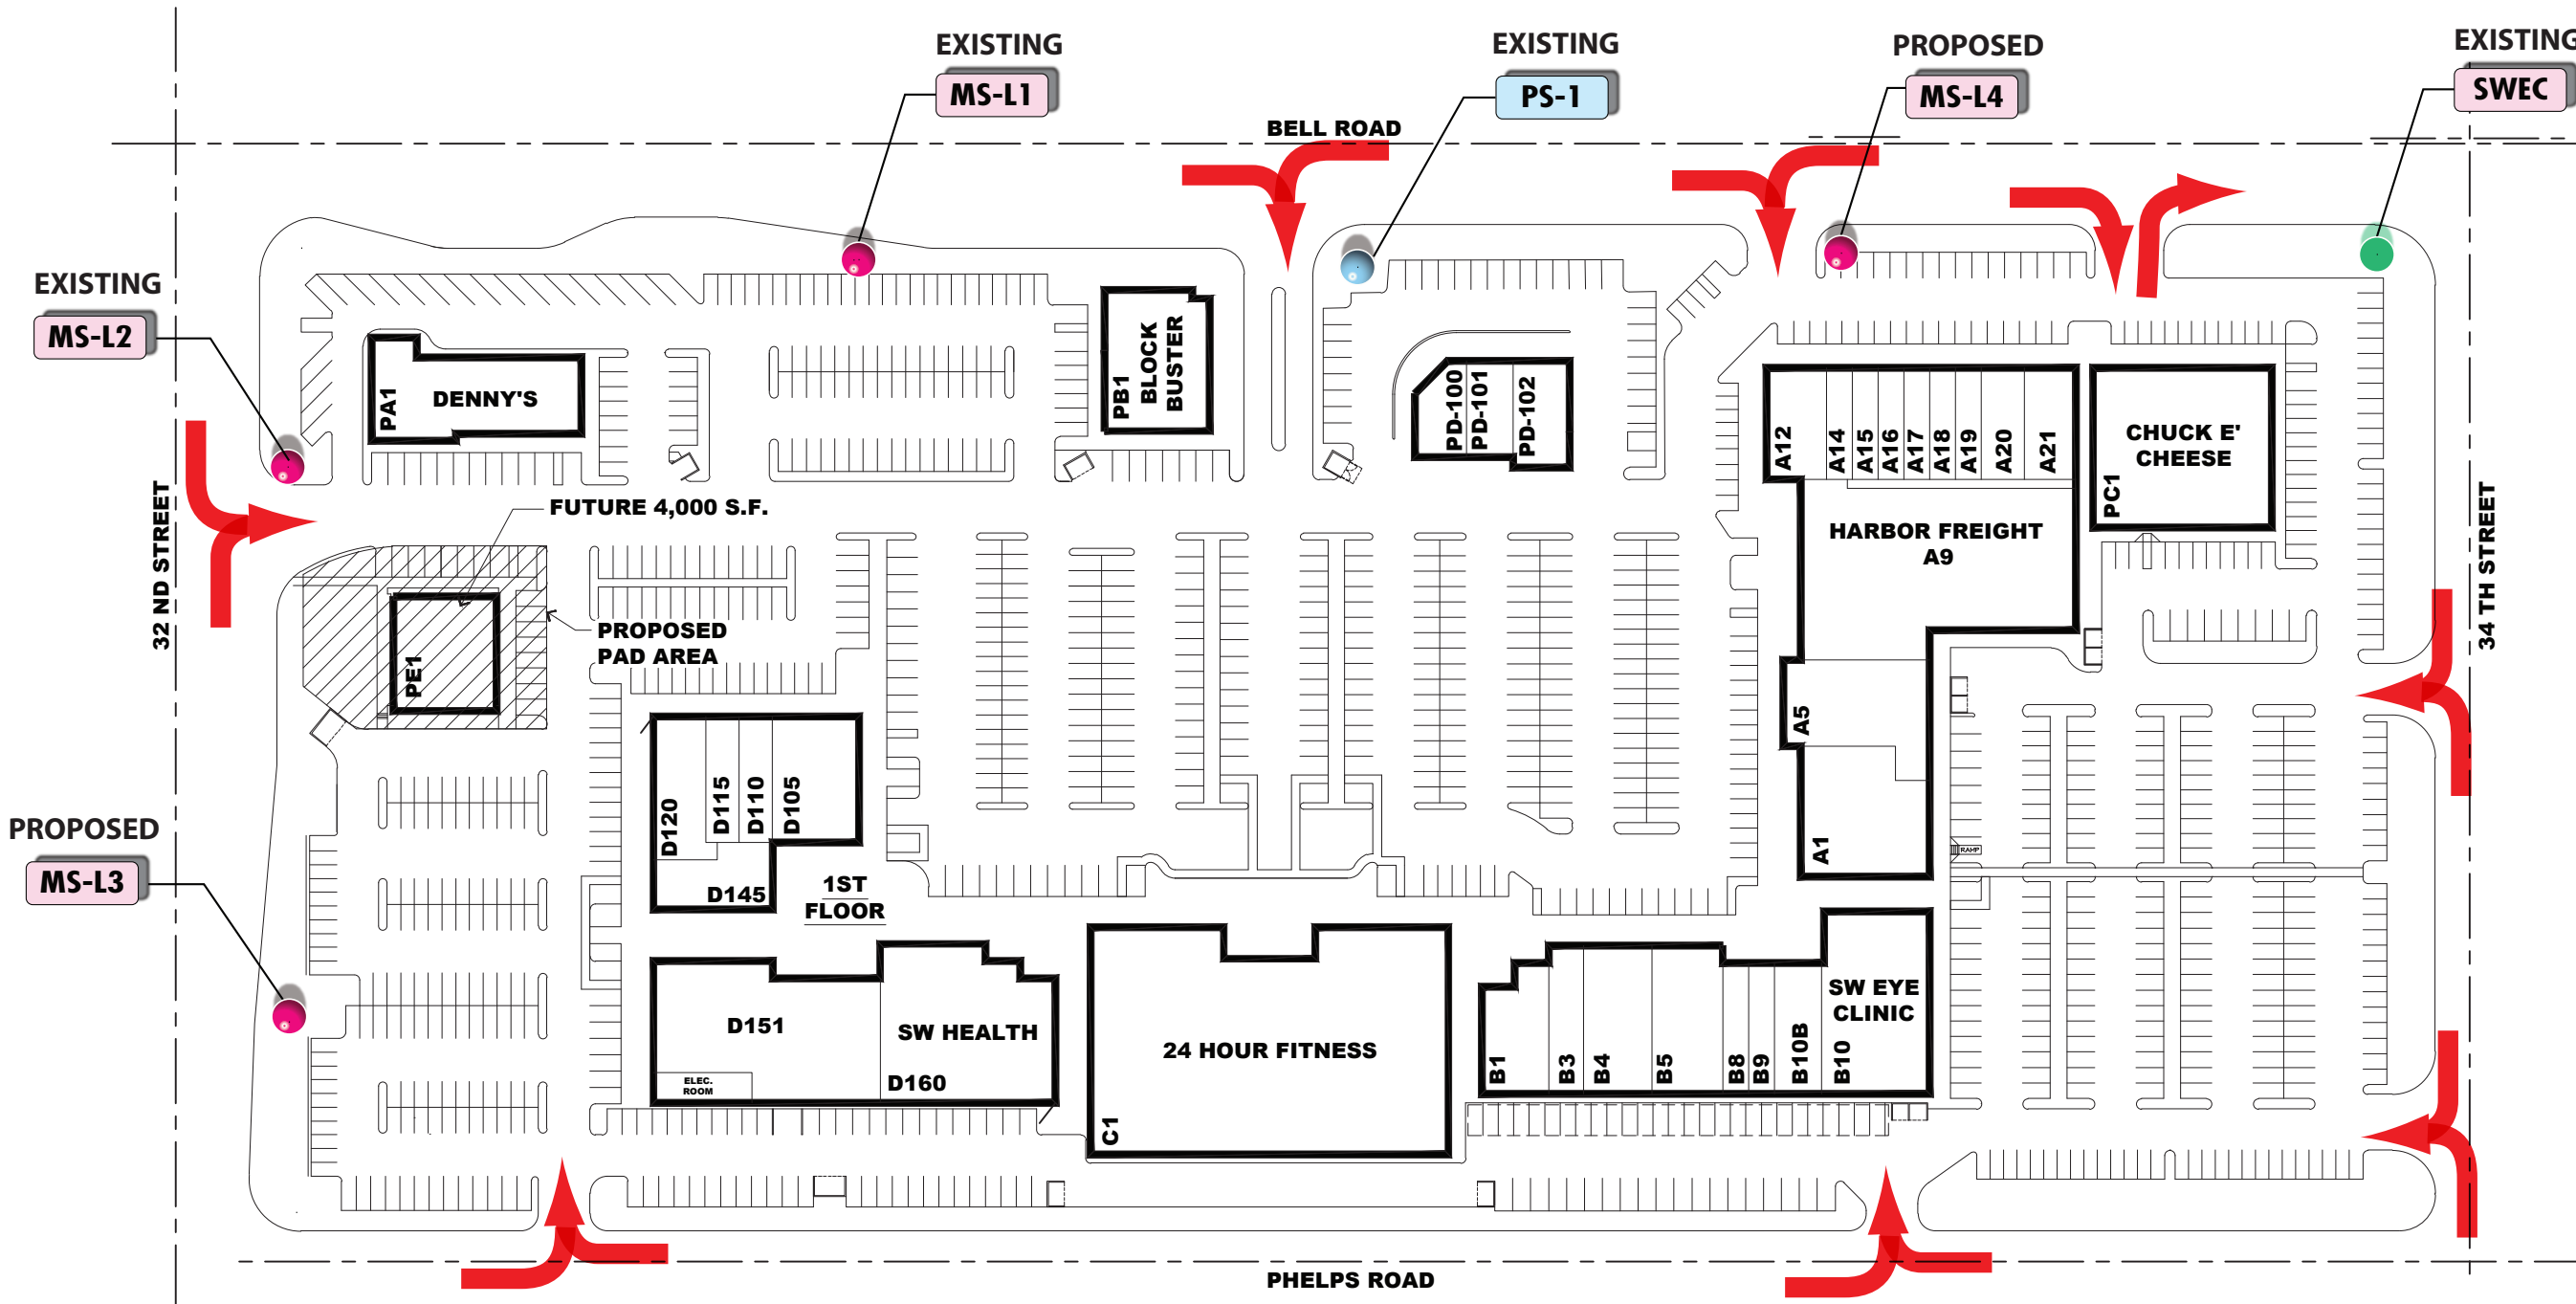 EXISTING
MS-L1
EXISTING
PS-1
PROPOSED
MS-L4
EXISTING
SWEC
BELL ROAD
EXISTING
MS-L2
PA1
DENNY'S
PB1
BLOCK
BUSTER
PD-100
PD-101
PD-102
A12
A14
A15
A16
A17
A18
A19
A20
A21
CHUCK E'
CHEESE
PC1
32 ND STREET
34 TH STREET
FUTURE 4,000 S.F.
HARBOR FREIGHT
A9
PROPOSED
PAD AREA
PE1
A5
A1
RAMP
PROPOSED
MS-L3
D120
D115
D110
D105
D145
1ST
FLOOR
D151
SW HEALTH
D160
ELEC.
ROOM
24 HOUR FITNESS
C1
B1
B3
B4
B5
B8
B9
B10B
B10
SW EYE
CLINIC
PHELPS ROAD